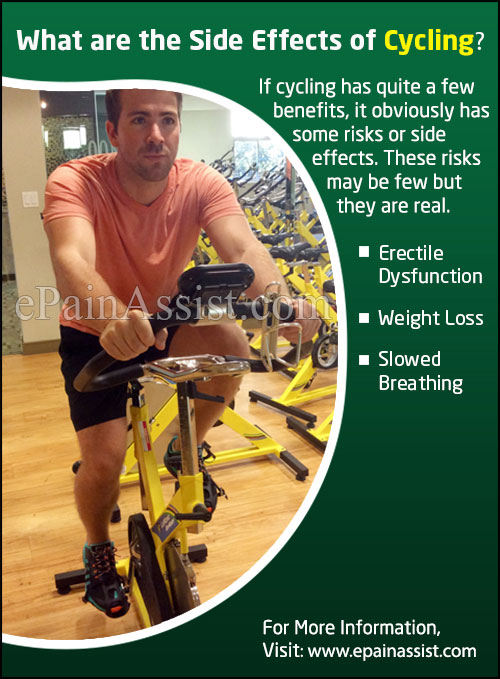 What are the Side Effects of Cycling?
If cycling has quite a few
benefits, it obviously has
some risks or side
effects. These risks
may be few but
they are real.
Erectile
Dysfunction
Weight Loss
Slowed
Breathing
ePainAssist.com
For More Information,
Visit: www.epainassist.com